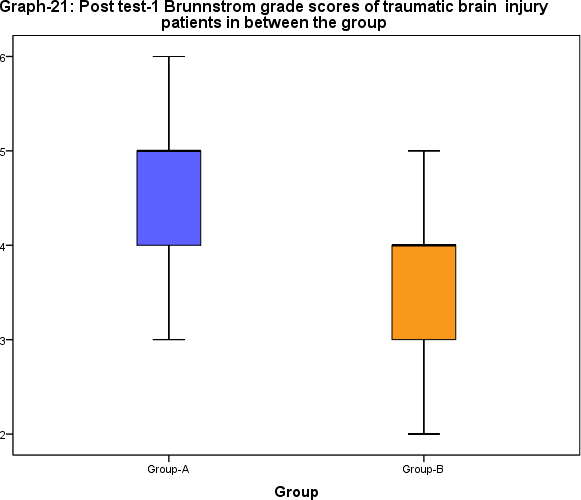 Graph-21: Post test-1 Brunnstrom grade scores of traumatic brain injury
patients in between the group
6
5
4
3
2
Group-A
Group-B
Group